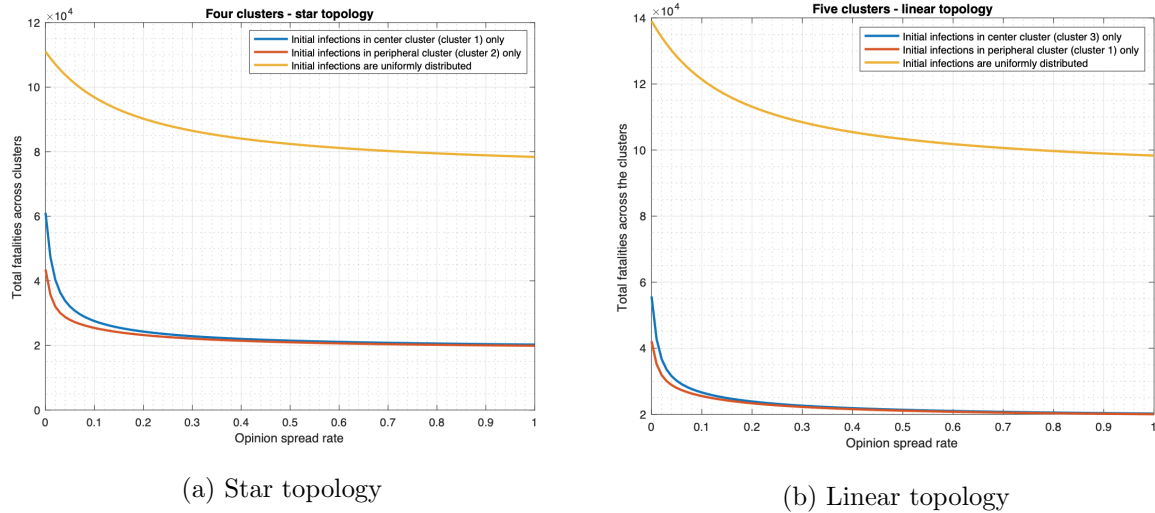 Four clusters - star topology
×10⁴
Initial infections in center cluster (cluster 1) only
Initial infections in peripheral cluster (cluster 2) only
Initial infections are uniformly distributed
Total fatalities across clusters
12
10
8
6
4
2
0
0 0.1 0.2 0.3 0.4 0.5 0.6 0.7 0.8 0.9 1
Opinion spread rate
(a) Star topology
Five clusters - linear topology
×10⁴
Initial infections in center cluster (cluster 3) only
Initial infections in peripheral cluster (cluster 1) only
Initial infections are uniformly distributed
Total fatalities across the clusters
14
12
10
8
6
4
2
0 0.1 0.2 0.3 0.4 0.5 0.6 0.7 0.8 0.9 1
Opinion spread rate
(b) Linear topology